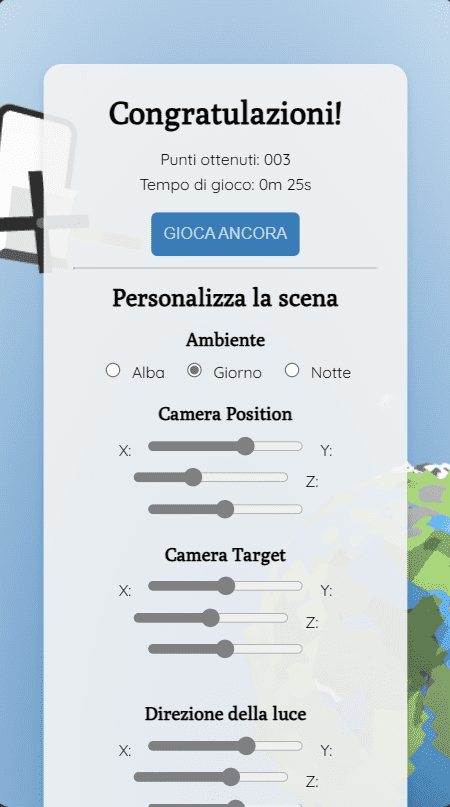 Congratulazioni!
Punti ottenuti: 003
Tempo di gioco: 0m 25s
GIOCA ANCORA
Personalizza la scena
Ambiente
Alba Giorno Notte
Camera Position
X: Y:
Z:
Camera Target
X: Y:
Z:
Direzione della luce
X: Y:
Z: